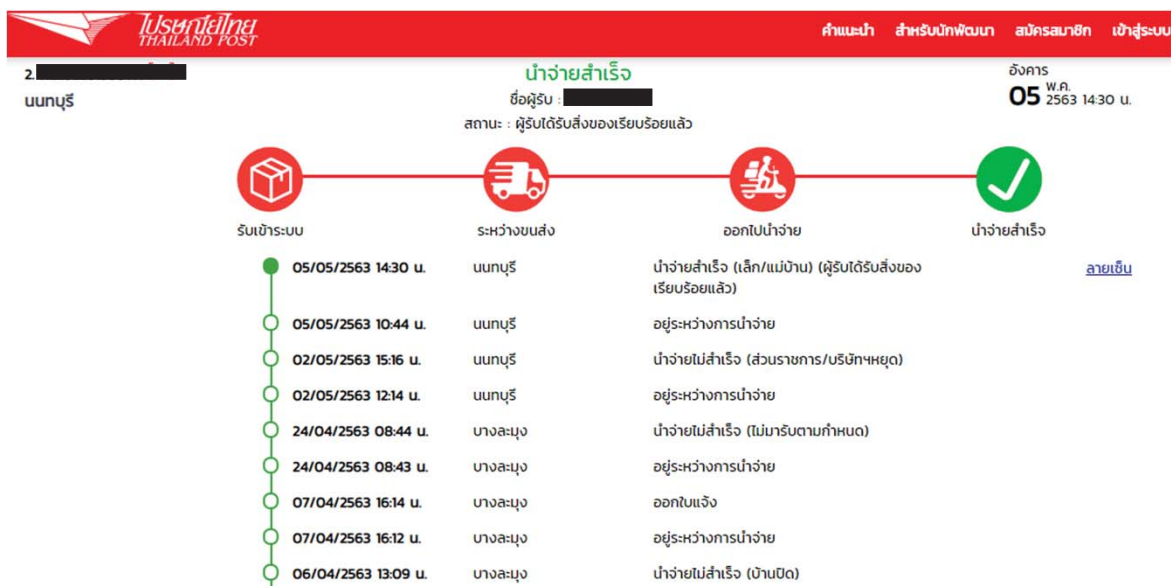 ไปรษณีย์ไทย
THAILAND POST
คำแนะนำ สำหรับนักพัฒนา สมัครสมาชิก เข้าสู่ระบบ
2.
นนทบุรี
นำจ่ายสำเร็จ
ชื่อผู้รับ :
สถานะ : ผู้รับได้รับสิ่งของเรียบร้อยแล้ว
อังคาร
05 พ.ค. 2563 14:30 น.
รับเข้าระบบ ระหว่างขนส่ง ออกไปนำจ่าย นำจ่ายสำเร็จ
05/05/2563 14:30 น. นนทบุรี นำจ่ายสำเร็จ (เล็ก/แม่บ้าน) (ผู้รับได้รับสิ่งของ ลายเซ็น
เรียบร้อยแล้ว)
05/05/2563 10:44 น. นนทบุรี อยู่ระหว่างการนำจ่าย
02/05/2563 15:16 น. นนทบุรี นำจ่ายไม่สำเร็จ (ส่วนราชการ/บริษัทฯหยุด)
02/05/2563 12:14 น. นนทบุรี อยู่ระหว่างการนำจ่าย
24/04/2563 08:44 น. บางละมุง นำจ่ายไม่สำเร็จ (ไม่มารับตามกำหนด)
24/04/2563 08:43 น. บางละมุง อยู่ระหว่างการนำจ่าย
07/04/2563 16:14 น. บางละมุง ออกใบแจ้ง
07/04/2563 16:12 น. บางละมุง อยู่ระหว่างการนำจ่าย
06/04/2563 13:09 น. บางละมุง นำจ่ายไม่สำเร็จ (บ้านปิด)